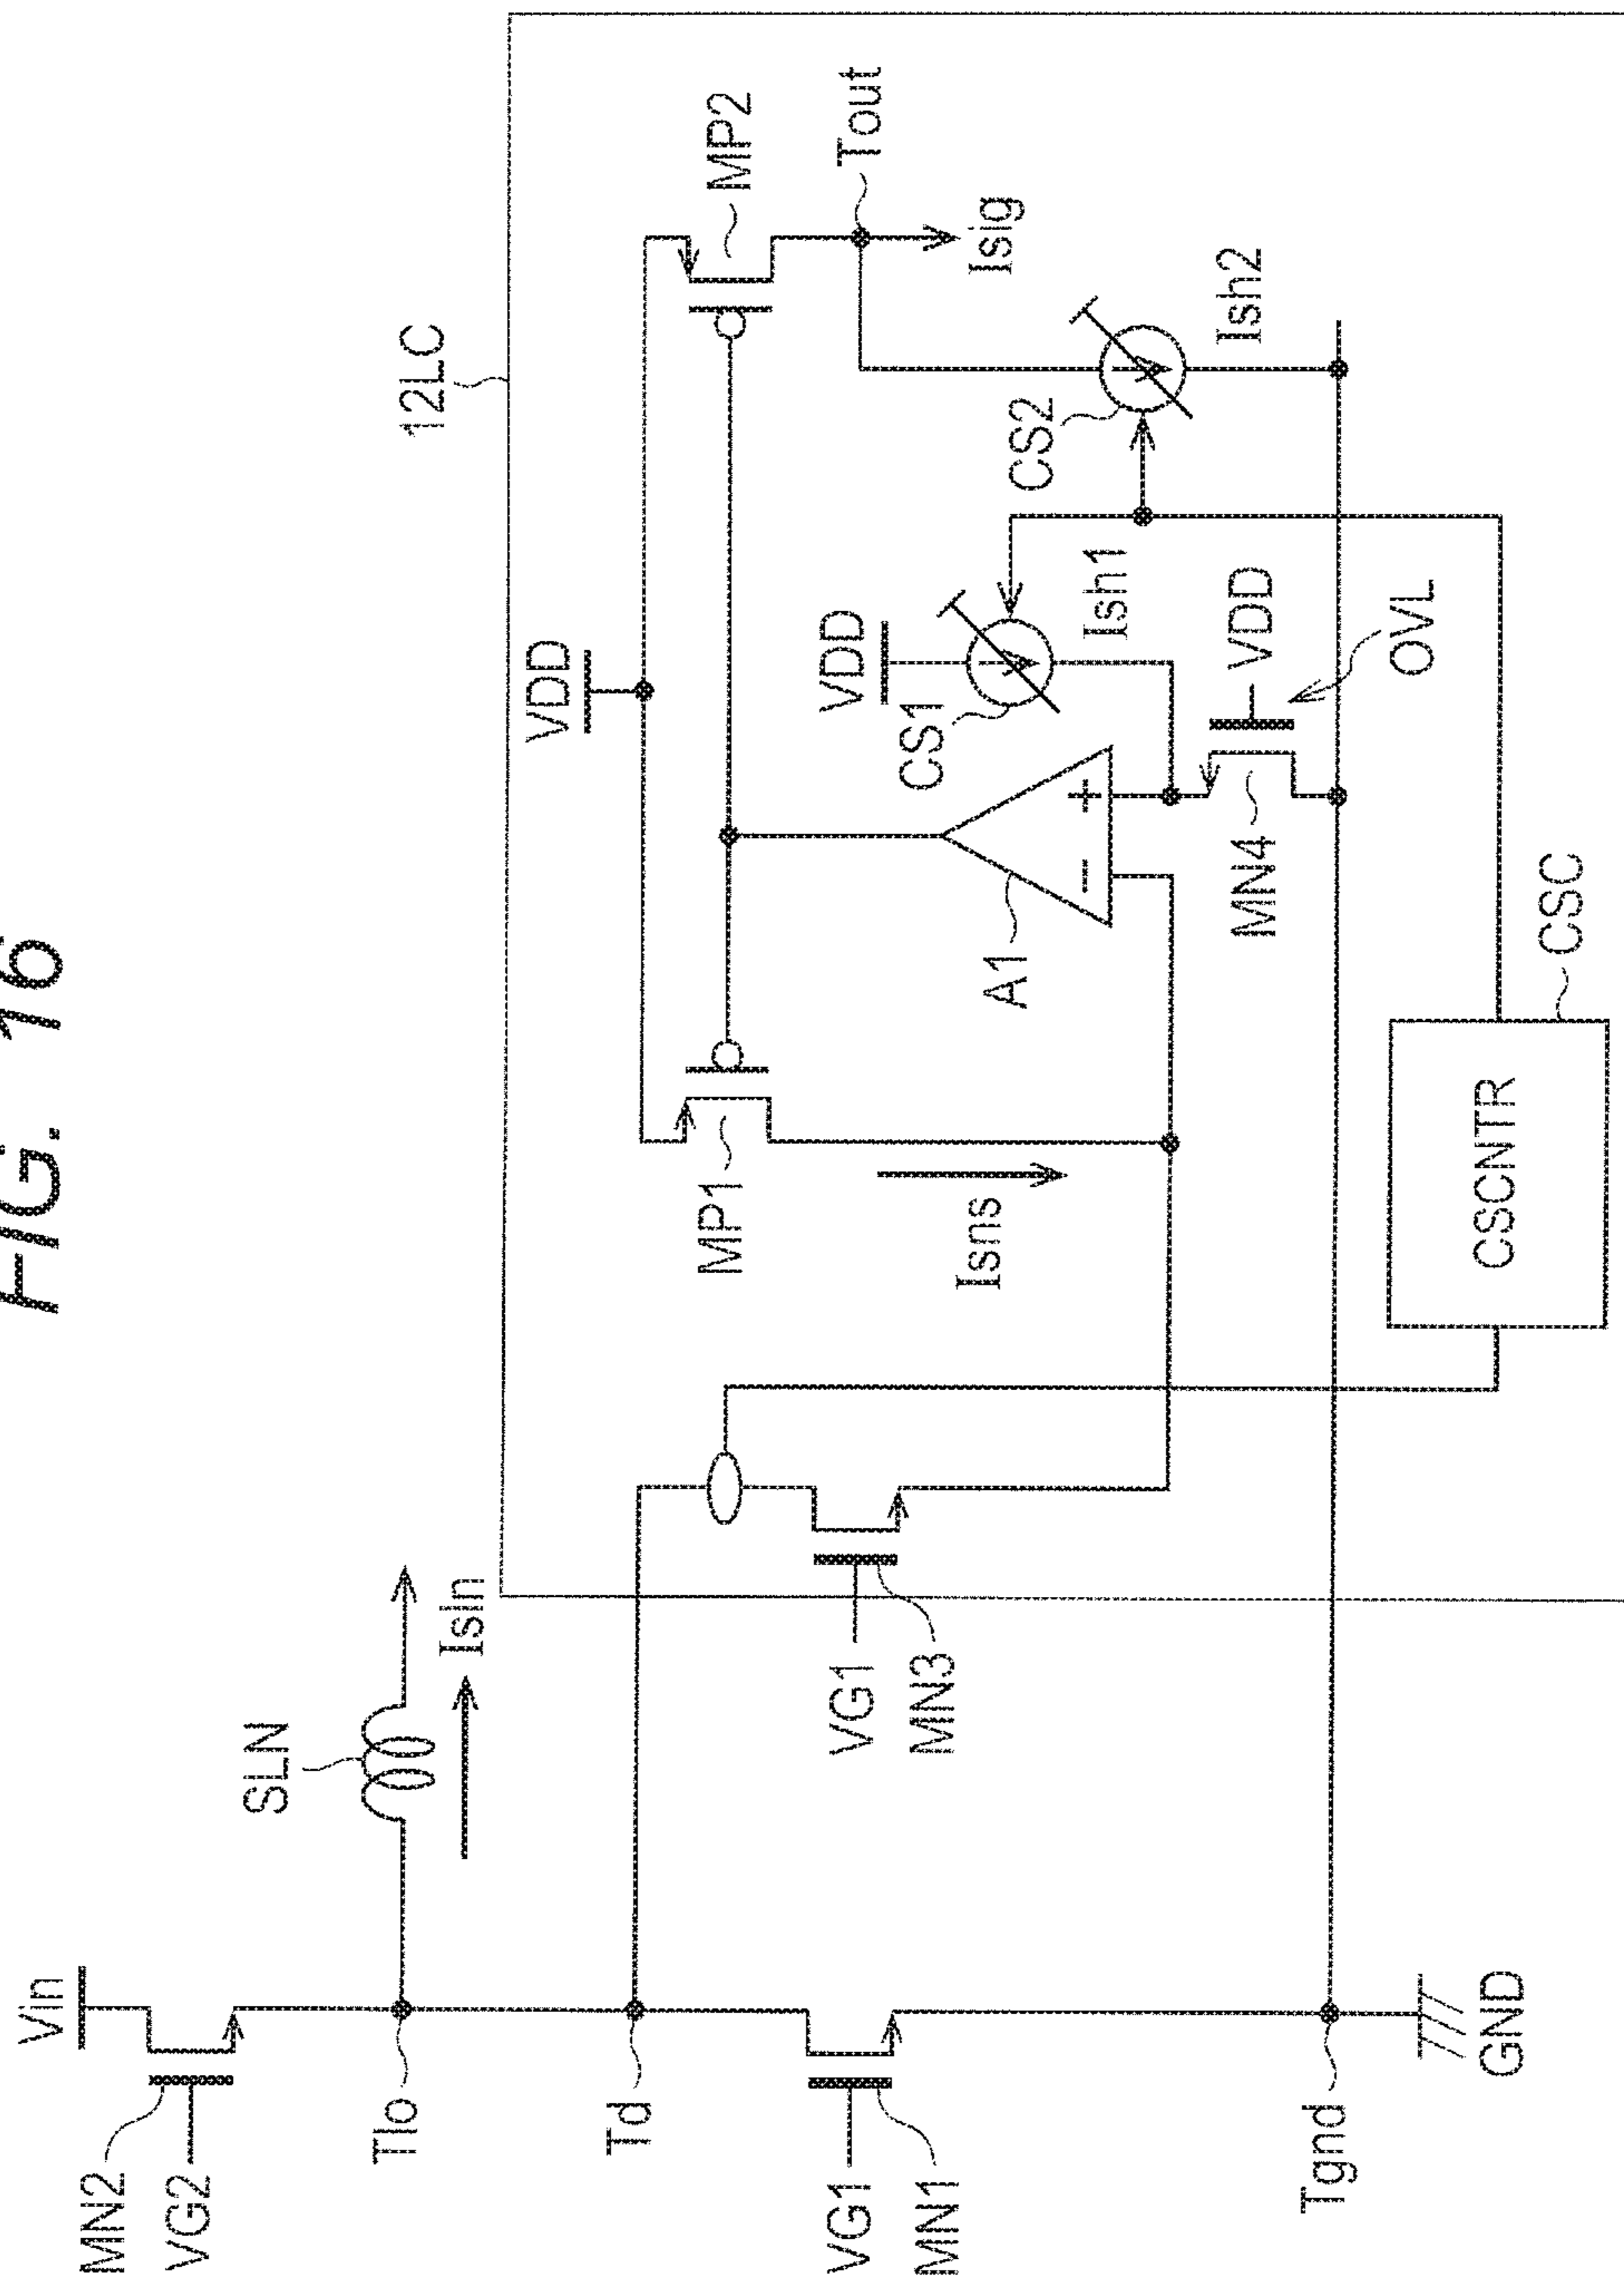 FIG. 16
12LC
VDD
MP2
Tout
Isig
MP1
Isns
A1
VDD
CS1
Ish1
CS2
Ish2
MN4
VDD
OVL
CSCNTR
CSC
Vin
MN2
VG2
Tlo
SLN
Isln
Td
VG1
MN3
VG1
MN1
Tgnd
GND